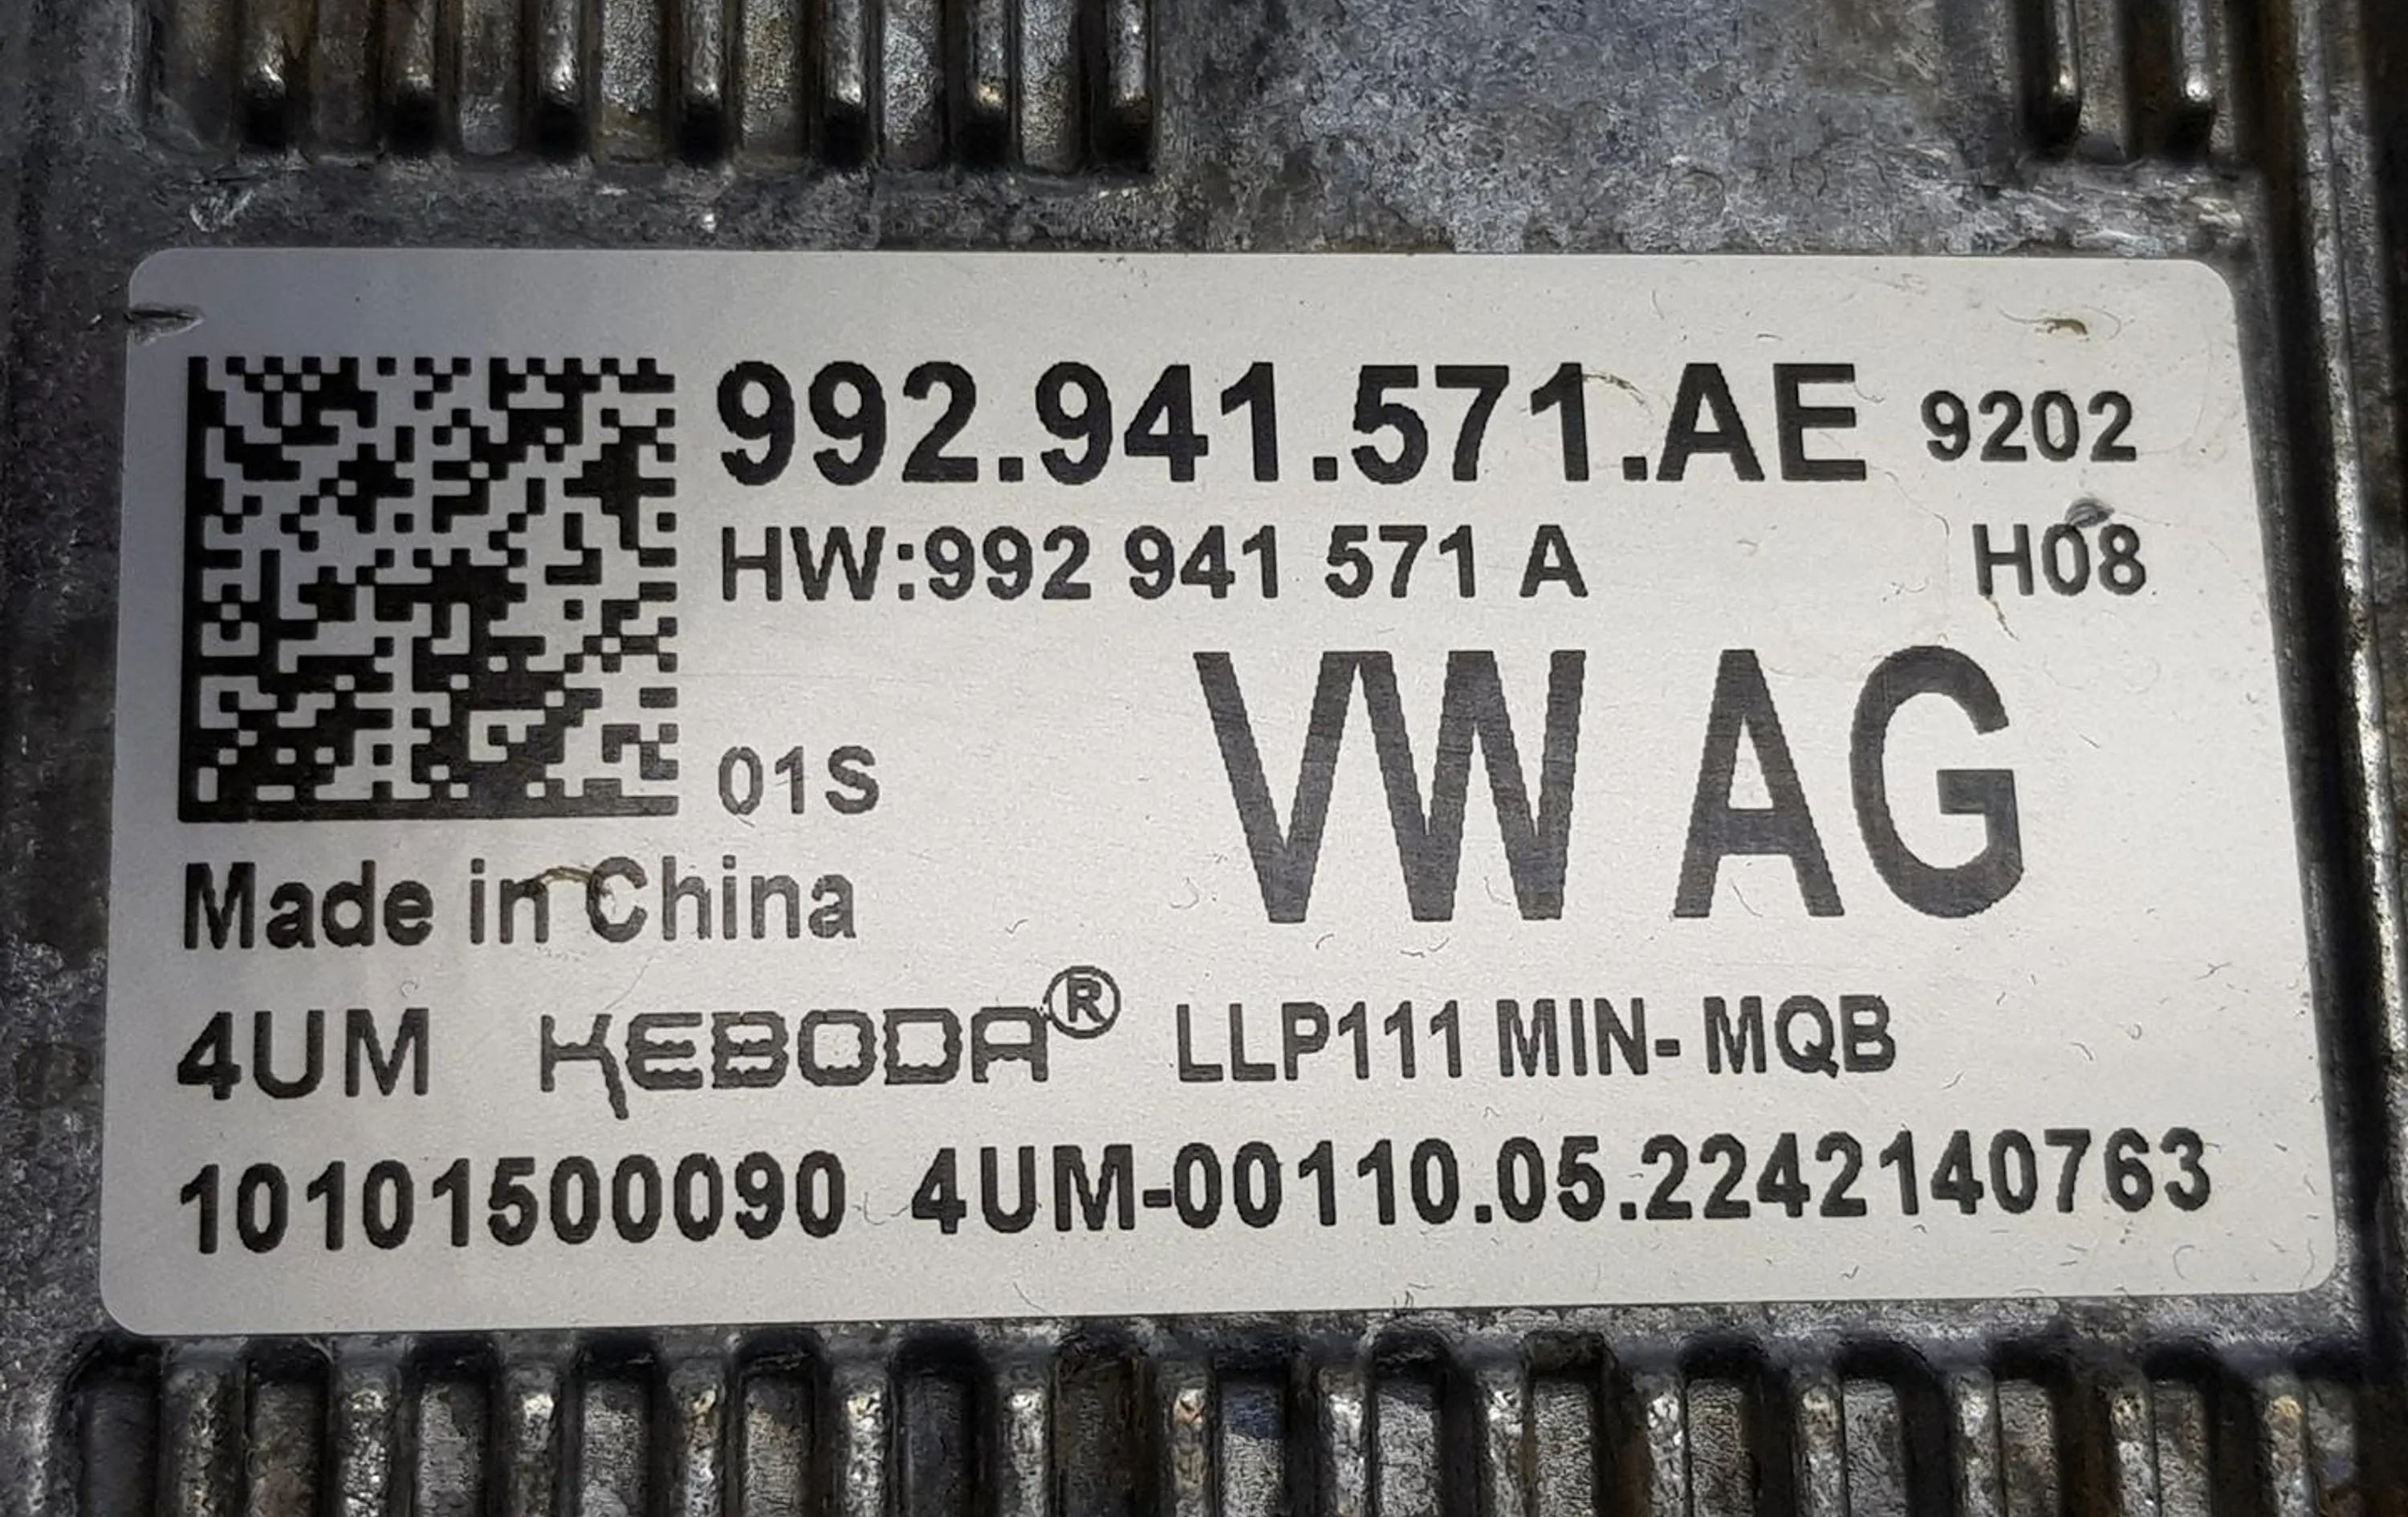 992.941.571.AE 9202
HW:992 941 571 A H08
VW AG
01S
Made in China
4UM KEBODA® LLP111 MIN- MQB
10101500090 4UM-00110.05.2242140763